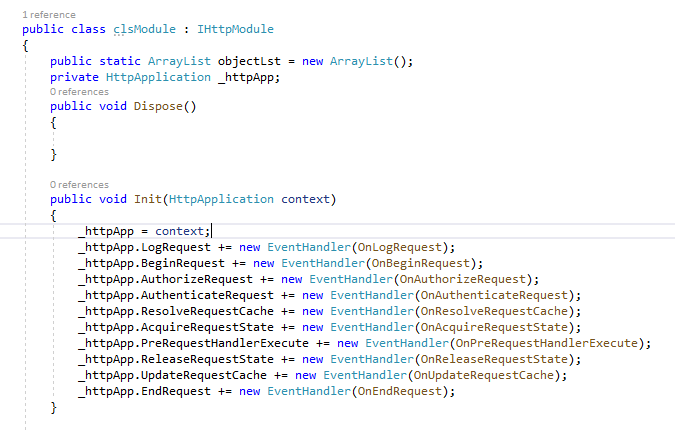 1 reference
public class clsModule : IHttpModule
{
public static ArrayList objectLst = new ArrayList();
private HttpApplication _httpApp;
0 references
public void Dispose()
{
}
0 references
public void Init(HttpApplication context)
{
_httpApp = context;
_httpApp.LogRequest += new EventHandler(OnLogRequest);
_httpApp.BeginRequest += new EventHandler(OnBeginRequest);
_httpApp.AuthorizeRequest += new EventHandler(OnAuthorizeRequest);
_httpApp.AuthenticateRequest += new EventHandler(OnAuthenticateRequest);
_httpApp.ResolveRequestCache += new EventHandler(OnResolveRequestCache);
_httpApp.AcquireRequestState += new EventHandler(OnAcquireRequestState);
_httpApp.PreRequestHandlerExecute += new EventHandler(OnPreRequestHandlerExecute);
_httpApp.ReleaseRequestState += new EventHandler(OnReleaseRequestState);
_httpApp.UpdateRequestCache += new EventHandler(OnUpdateRequestCache);
_httpApp.EndRequest += new EventHandler(OnEndRequest);
}